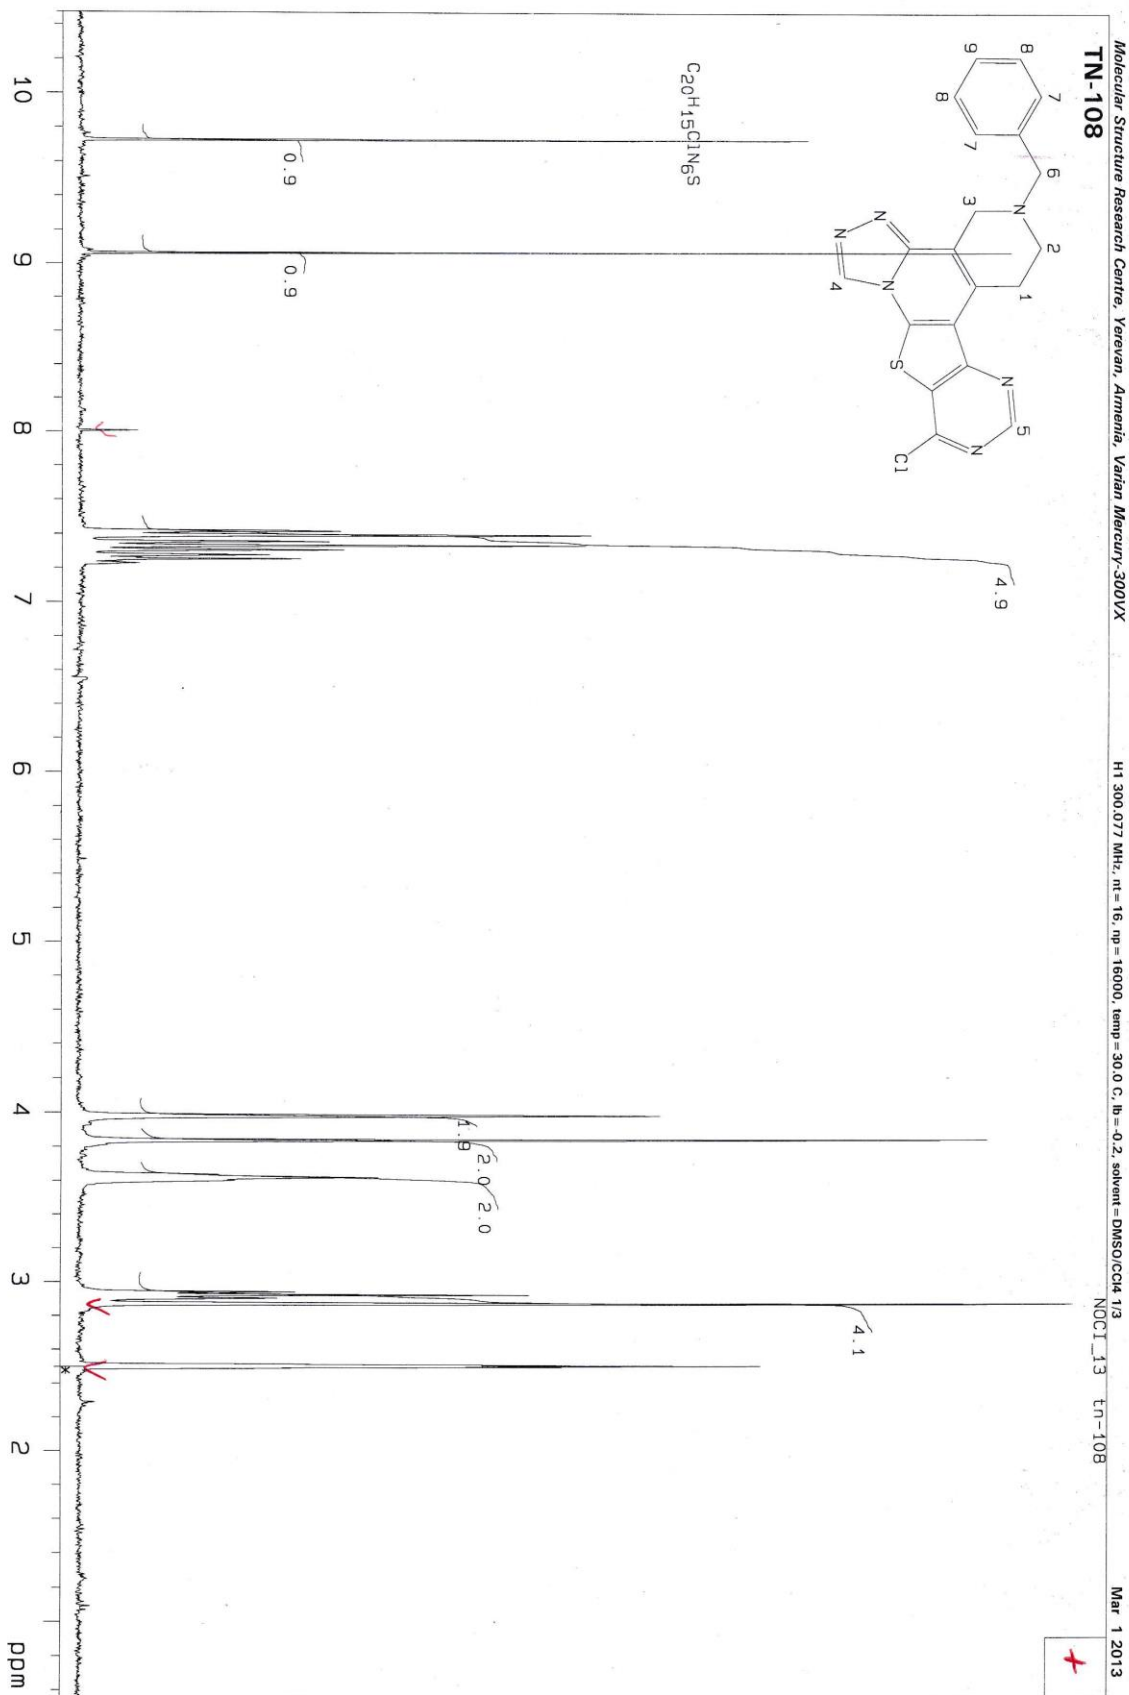 Molecular Structure Research Centre, Yerevan, Armenia, Varian Mercury-300VX
H1 300.077 MHz, nt = 16, np = 16000, temp = 30.0 C, lb = -0.2, solvent = DMSO/CCl4 1/3
Mar 1 2013
TN-108
NOCI_13 tn-108
+
9
8
8
7
7
6
3
N
2
1
N
N
4
N
S
N
5
N
Cl
C20H15ClN6S
0.9
0.9
4.9
1.9
2.0
2.0
4.1
*
10
9
8
7
6
5
4
3
2
ppm